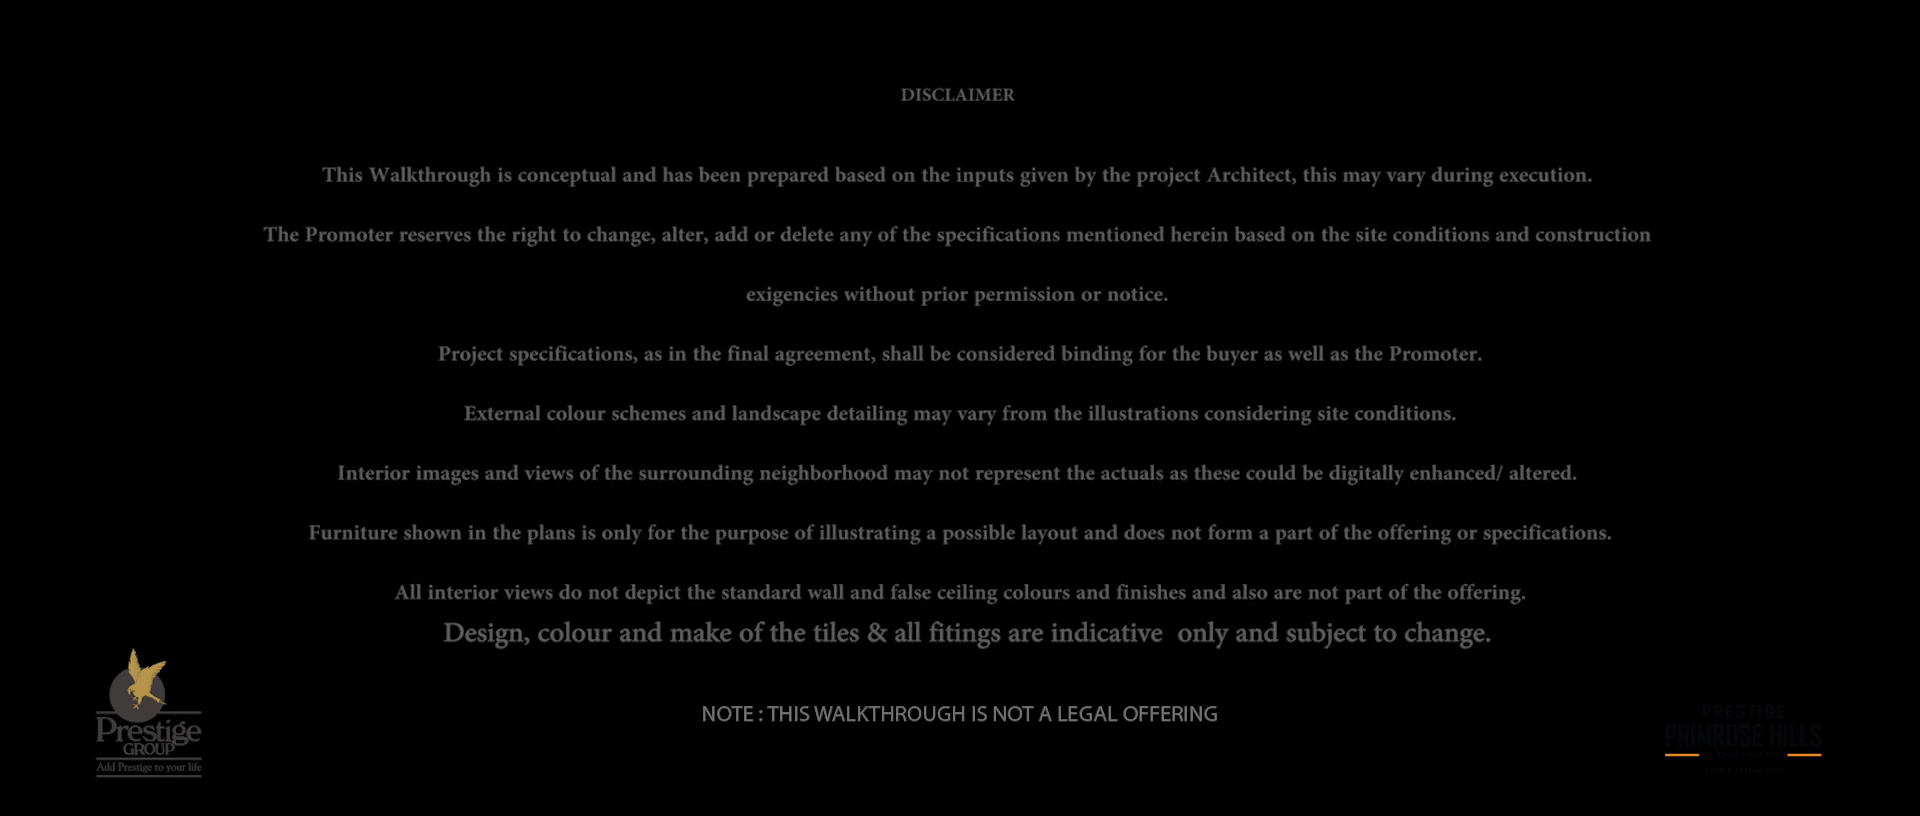 DISCLAIMER
This Walkthrough is conceptual and has been prepared based on the inputs given by the project Architect, this may vary during execution.
The Promoter reserves the right to change, alter, add or delete any of the specifications mentioned herein based on the site conditions and construction
exigencies without prior permission or notice.
Project specifications, as in the final agreement, shall be considered binding for the buyer as well as the Promoter.
External colour schemes and landscape detailing may vary from the illustrations considering site conditions.
Interior images and views of the surrounding neighborhood may not represent the actuals as these could be digitally enhanced/ altered.
Furniture shown in the plans is only for the purpose of illustrating a possible layout and does not form a part of the offering or specifications.
All interior views do not depict the standard wall and false ceiling colours and finishes and also are not part of the offering.
Design, colour and make of the tiles & all fitings are indicative only and subject to change.
NOTE : THIS WALKTHROUGH IS NOT A LEGAL OFFERING
Prestige
GROUP
Add Prestige to your life
PRESTIGE
PRIMROSE HILLS